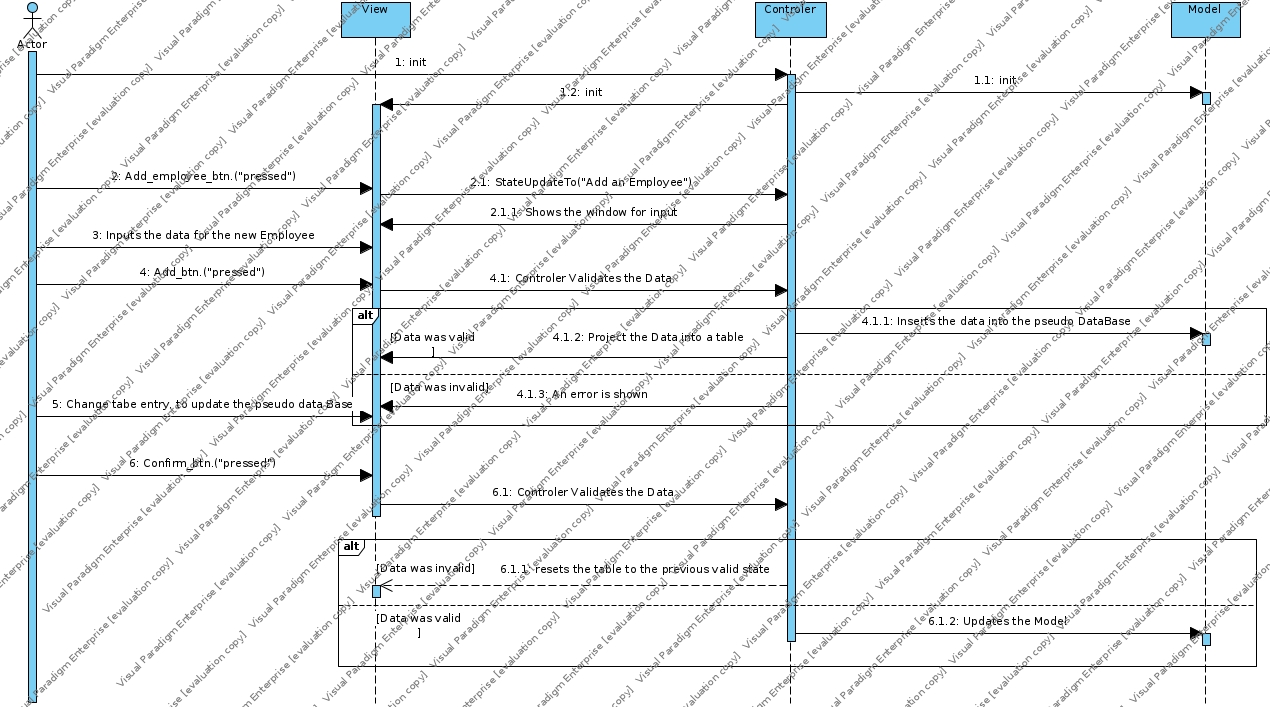 View
Controler
Model
Actor
1: init
1.1: init
1.2: init
2: Add_employee_btn.("pressed")
2.1: StateUpdateTo("Add an Employee")
2.1.1: Shows the window for input
3: Inputs the data for the new Employee
4: Add_btn.("pressed")
4.1: Controler Validates the Data
alt
4.1.1: Inserts the data into the pseudo DataBase
[Data was valid
]
4.1.2: Project the Data into a table
[Data was invalid]
4.1.3: An error is shown
5: Change tabe entry, to update the pseudo data Base
6: Confirm_btn.("pressed")
6.1: Controler Validates the Data
alt
[Data was invalid]
6.1.1: resets the table to the previous valid state
[Data was valid
]
6.1.2: Updates the Model
Visual Paradigm Enterprise [evaluation copy]